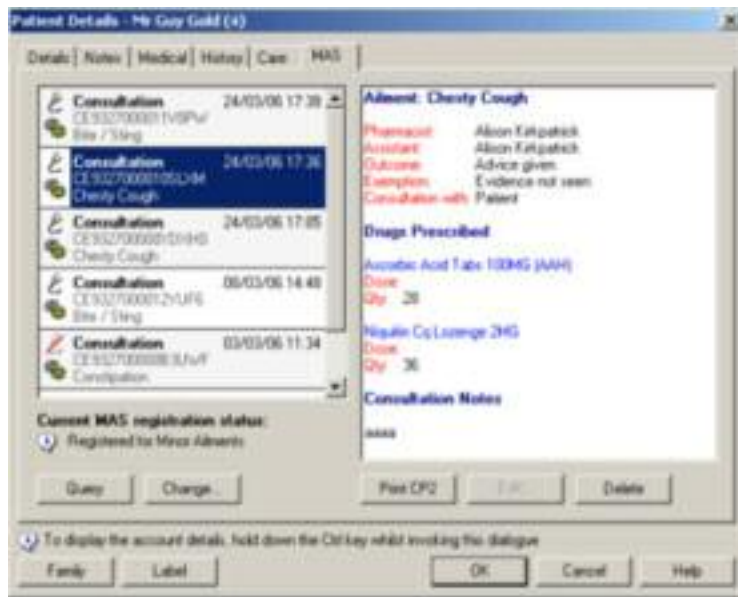 Patient Details - Mr Guy Gold (4)
Details Notes Medical History Care MAS
Consultation 24/03/06 17:38
Bite / Sting
Consultation 24/03/06 17:36
Chesty Cough
Consultation 24/03/06 17:05
Chesty Cough
Consultation 08/03/06 14:48
Bite / Sting
Consultation 03/03/06 11:34
Constipation
Current MAS registration status:
Registered for Minor Ailments
Query Change...
Ailment: Chesty Cough
Pharmacist: Alison Kirkpatrick
Assistant: Alison Kirkpatrick
Outcome: Advice given
Exemption: Evidence not seen
Consultation with: Patient
Drugs Prescribed
Ascorbic Acid Tabs 100MG (AAH)
Dose:
Qty: 28
Niquitin Cq Lozenge 2MG
Dose:
Qty: 36
Consultation Notes
aaaa
Print CP2 Edit Delete
To display the account details, hold down the Ctrl key whilst invoking this dialogue
Family Label OK Cancel Help